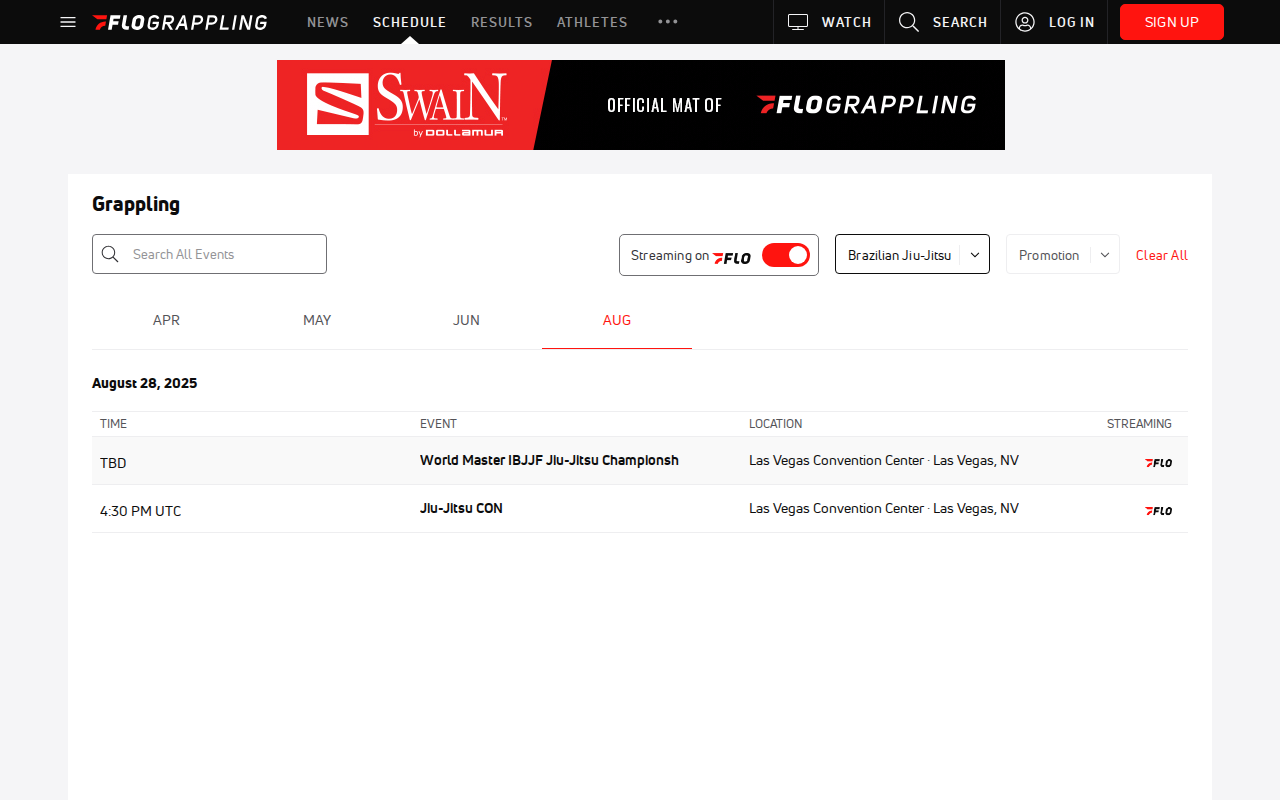 FLOGRAPPLING NEWS SCHEDULE RESULTS ATHLETES ••• WATCH SEARCH LOG IN SIGN UP
SWAIN™ by DOLLAMUR OFFICIAL MAT OF FLOGRAPPLING
Grappling
Search All Events Streaming on FLO Brazilian Jiu-Jitsu Promotion Clear All
APR MAY JUN AUG
August 28, 2025
TIME EVENT LOCATION STREAMING
TBD World Master IBJJF Jiu-Jitsu Championsh Las Vegas Convention Center · Las Vegas, NV FLO
4:30 PM UTC Jiu-Jitsu CON Las Vegas Convention Center · Las Vegas, NV FLO